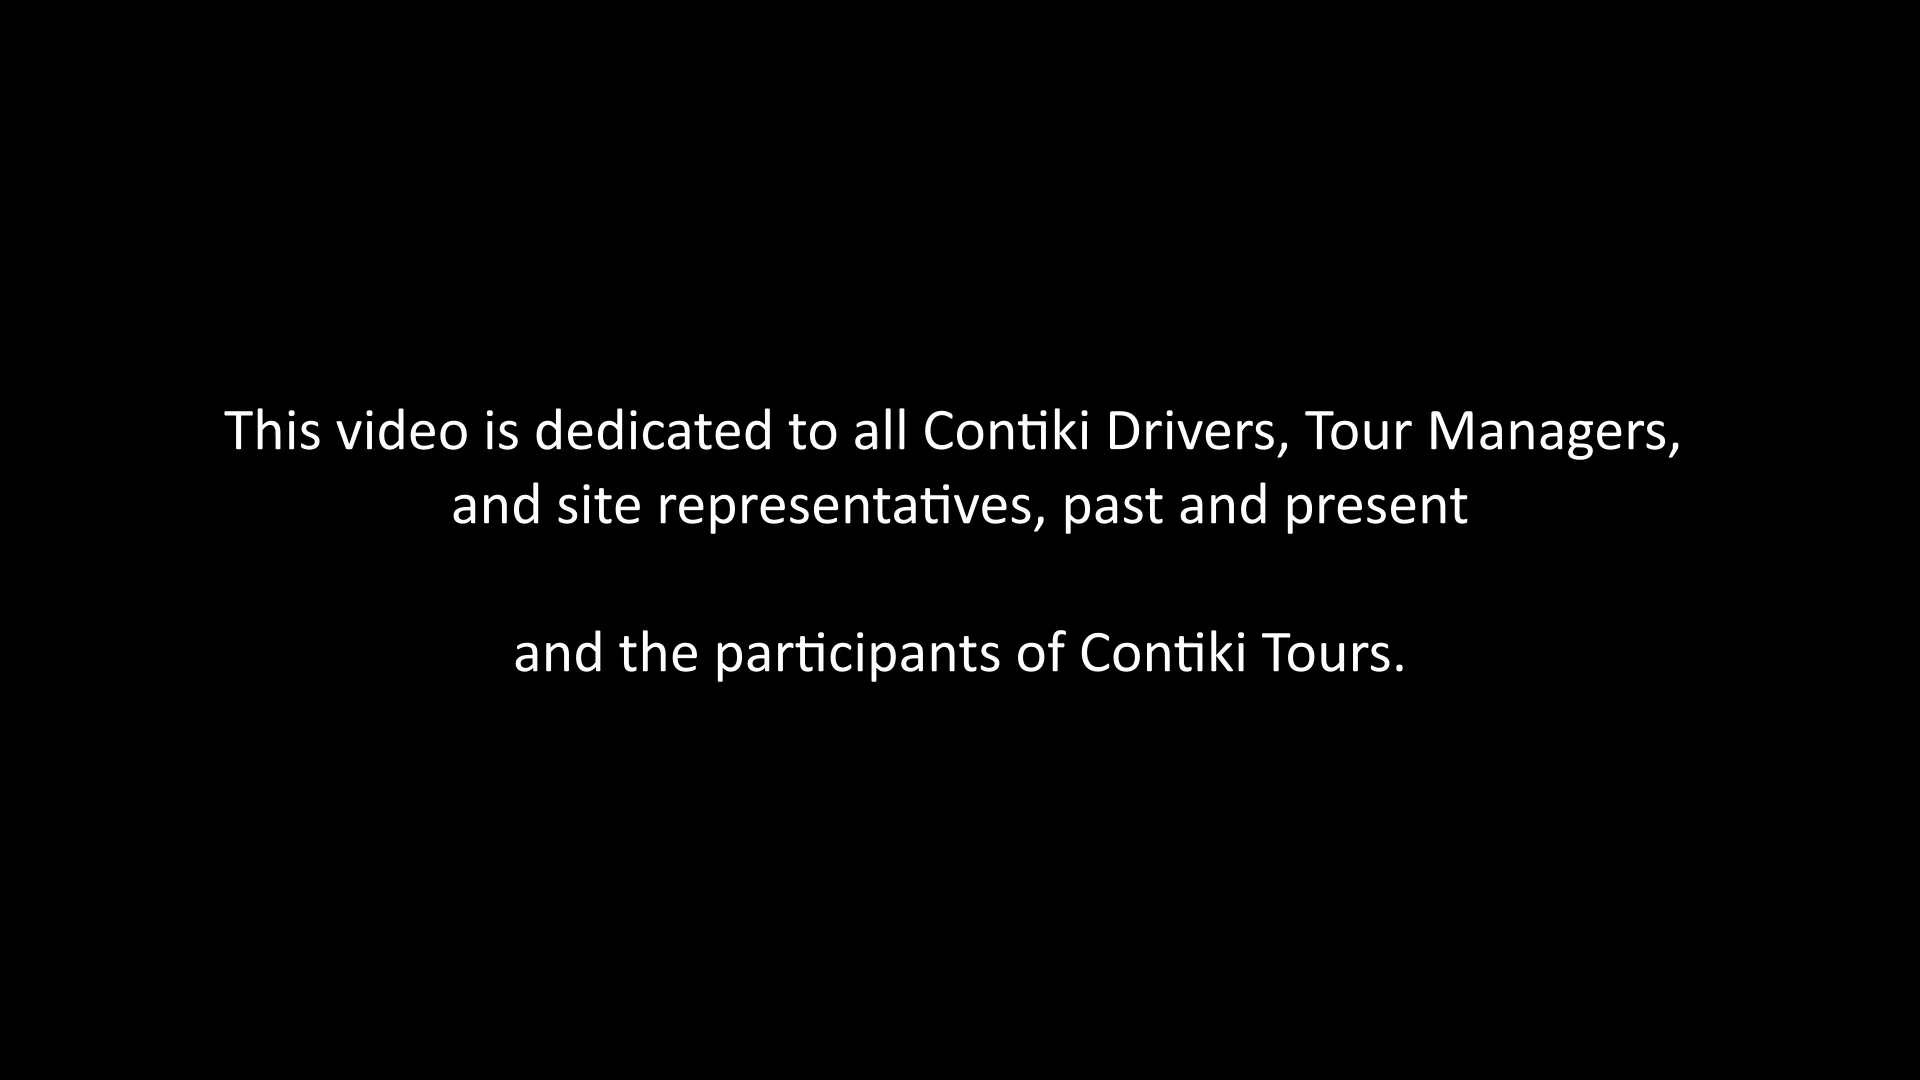 This video is dedicated to all Contiki Drivers, Tour Managers,
and site representatives, past and present
and the participants of Contiki Tours.